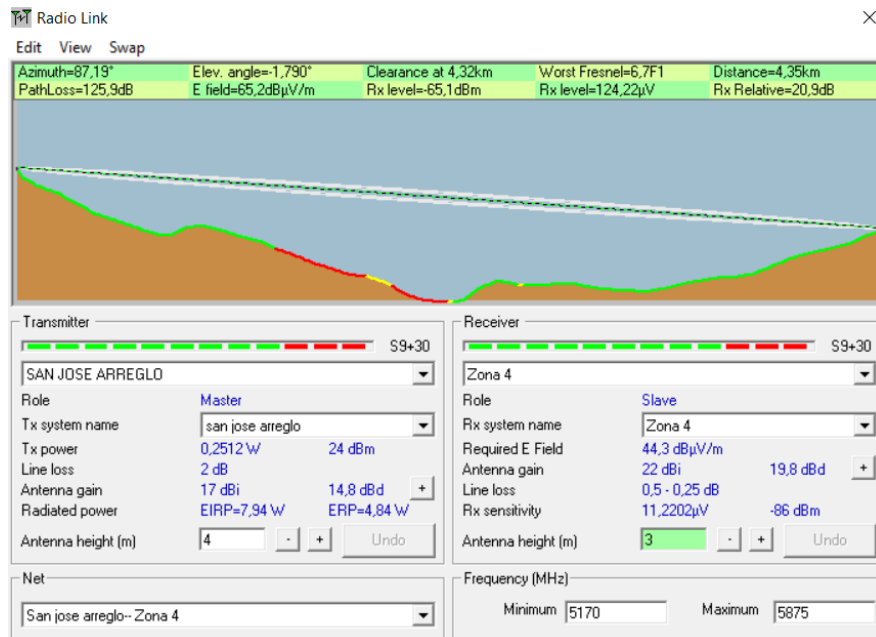 Radio Link
Edit View Swap
Azimuth=87,19° Elev. angle=-1,790° Clearance at 4,32km Worst Fresnel=6,7F1 Distance=4,35km
PathLoss=125,9dB E field=65,2dBµV/m Rx level=-65,1dBm Rx level=124,22µV Rx Relative=20,9dB
Transmitter
S9+30
SAN JOSE ARREGLO
Role Master
Tx system name san jose arreglo
Tx power 0,2512 W 24 dBm
Line loss 2 dB
Antenna gain 17 dBi 14,8 dBd +
Radiated power EIRP=7,94 W ERP=4,84 W
Antenna height (m) 4 - + Undo
Net
San jose arreglo-- Zona 4
Receiver
S9+30
Zona 4
Role Slave
Rx system name Zona 4
Required E Field 44,3 dBµV/m
Antenna gain 22 dBi 19,8 dBd +
Line loss 0,5 - 0,25 dB
Rx sensitivity 11,2202µV -86 dBm
Antenna height (m) 3 - + Undo
Frequency (MHz)
Minimum 5170 Maximum 5875